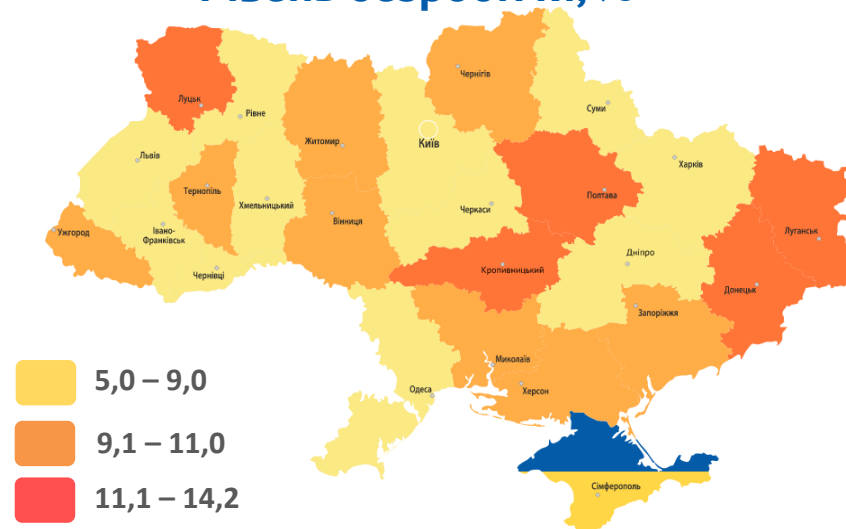 Рівень безробіття, %
Луцьк
Рівне
Житомир
Чернігів
Суми
Київ
Львів
Тернопіль
Хмельницький
Вінниця
Черкаси
Полтава
Харків
Луганськ
Ужгород
Івано-
Франківськ
Чернівці
Кропивницький
Дніпро
Донецьк
Запоріжжя
Миколаїв
Херсон
Одеса
Сімферополь
5,0 – 9,0
9,1 – 11,0
11,1 – 14,2